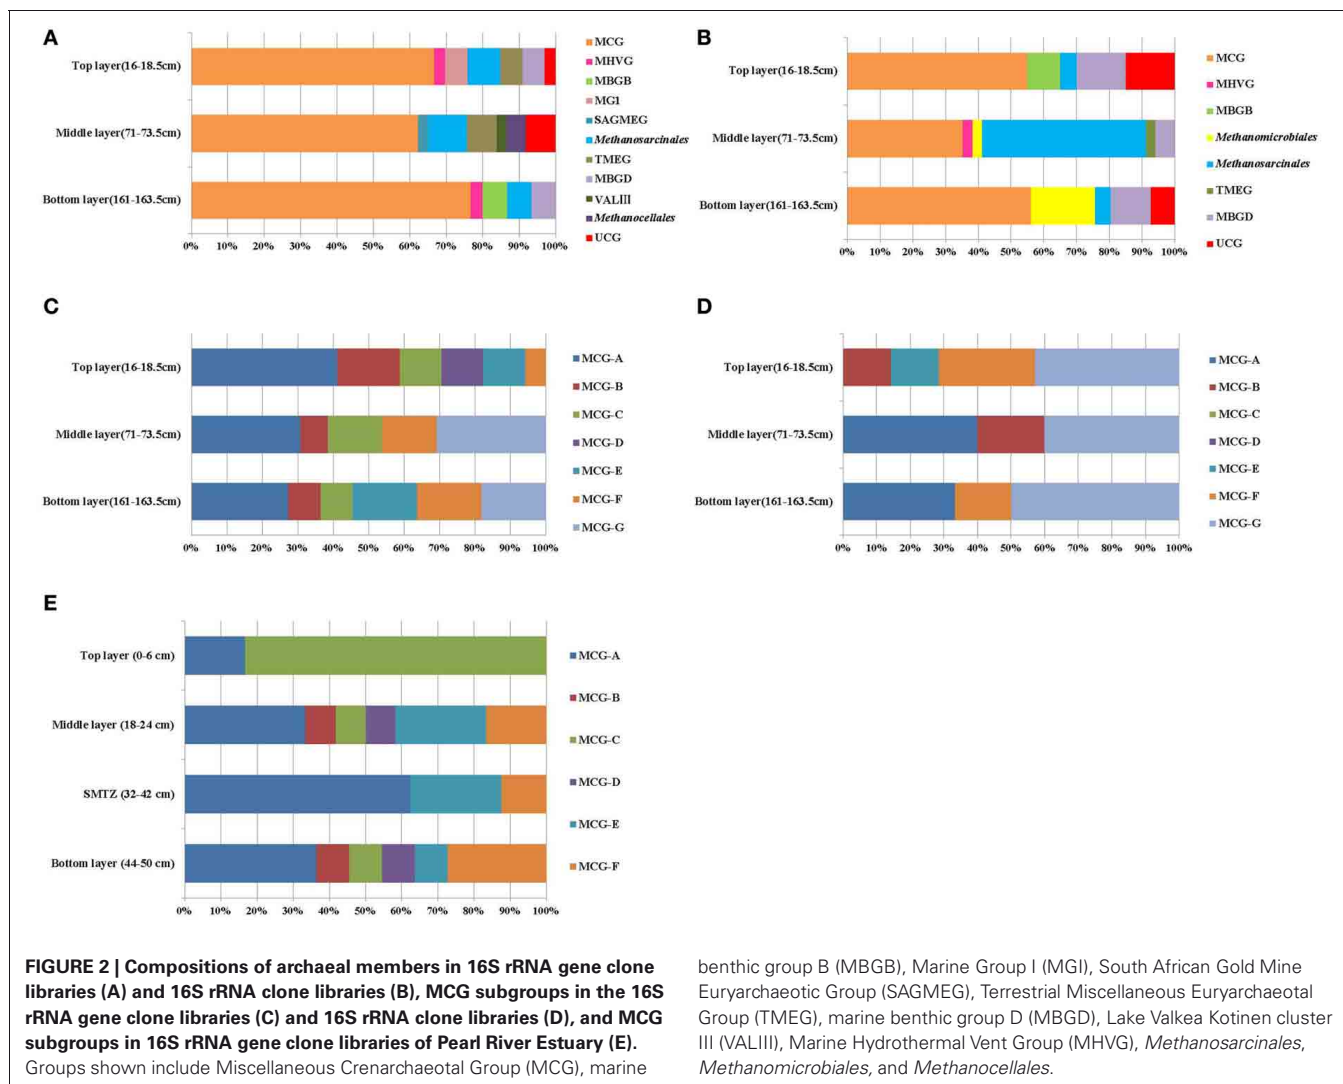 A
Top layer(16-18.5cm)
Middle layer(71-73.5cm)
Bottom layer(161-163.5cm)
0% 10% 20% 30% 40% 50% 60% 70% 80% 90% 100%
MCG
MHVG
MBGB
MG1
SAGMEG
Methanosarcinales
TMEG
MBGD
VALIII
Methanocellales
UCG
B
Top layer(16-18.5cm)
Middle layer(71-73.5cm)
Bottom layer(161-163.5cm)
0% 10% 20% 30% 40% 50% 60% 70% 80% 90% 100%
MCG
MHVG
MBGB
Methanomicrobiales
Methanosarcinales
TMEG
MBGD
UCG
C
Top layer(16-18.5cm)
Middle layer(71-73.5cm)
Bottom layer(161-163.5cm)
0% 10% 20% 30% 40% 50% 60% 70% 80% 90% 100%
MCG-A
MCG-B
MCG-C
MCG-D
MCG-E
MCG-F
MCG-G
D
Top layer(16-18.5cm)
Middle layer(71-73.5cm)
Bottom layer(161-163.5cm)
0% 10% 20% 30% 40% 50% 60% 70% 80% 90% 100%
MCG-A
MCG-B
MCG-C
MCG-D
MCG-E
MCG-F
MCG-G
E
Top layer (0-6 cm)
Middle layer (18-24 cm)
SMTZ (32-42 cm)
Bottom layer (44-50 cm)
0% 10% 20% 30% 40% 50% 60% 70% 80% 90% 100%
MCG-A
MCG-B
MCG-C
MCG-D
MCG-E
MCG-F
FIGURE 2 | Compositions of archaeal members in 16S rRNA gene clone
libraries (A) and 16S rRNA clone libraries (B), MCG subgroups in the 16S
rRNA gene clone libraries (C) and 16S rRNA clone libraries (D), and MCG
subgroups in 16S rRNA gene clone libraries of Pearl River Estuary (E).
Groups shown include Miscellaneous Crenarchaeotal Group (MCG), marine
benthic group B (MBGB), Marine Group I (MGI), South African Gold Mine
Euryarchaeotic Group (SAGMEG), Terrestrial Miscellaneous Euryarchaeotal
Group (TMEG), marine benthic group D (MBGD), Lake Valkea Kotinen cluster
III (VALIII), Marine Hydrothermal Vent Group (MHVG), Methanosarcinales,
Methanomicrobiales, and Methanocellales.